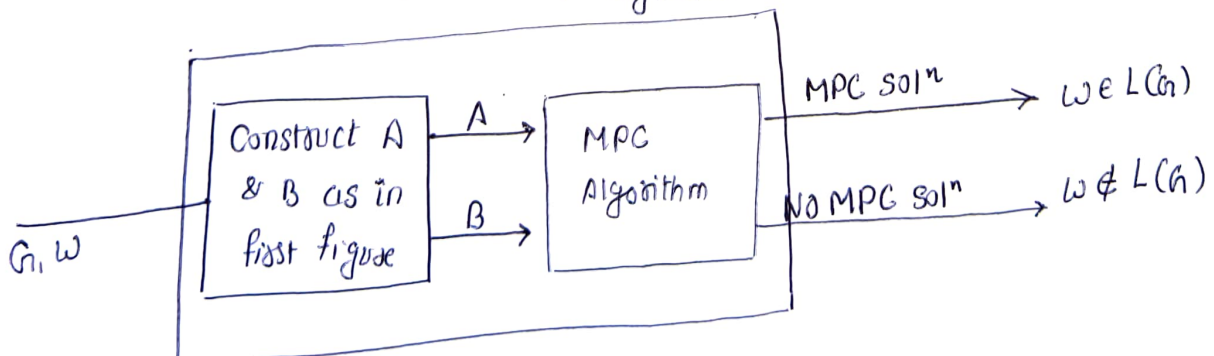 MPC solⁿ
w ∈ L(G)
A
Construct A
& B as in
first figure
MPC
Algorithm
B
NO MPC solⁿ
w ∉ L(G)
G, w